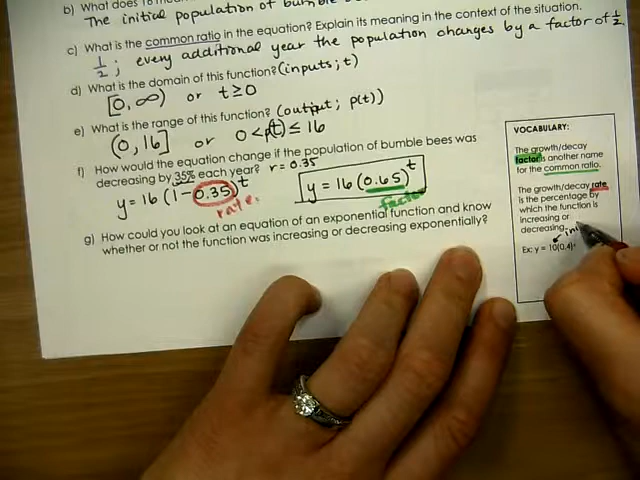 b) What does 16
The initial population of bumble
c) What is the common ratio in the equation? Explain its meaning in the context of the situation.
1/2 ; every additional year the population changes by a factor of 1/2.
d) What is the domain of this function? (inputs; t)
[0, ∞) or t ≥ 0
e) What is the range of this function? (output; p(t))
(0, 16] or 0 < p(t) ≤ 16
f) How would the equation change if the population of bumble bees was
decreasing by 35% each year? r = 0.35
y = 16 (1 - 0.35)^t
rate
y = 16 (0.65)^t
factor
g) How could you look at an equation of an exponential function and know
whether or not the function was increasing or decreasing exponentially?
VOCABULARY:
The growth/decay
factor is another name
for the common ratio.
The growth/decay rate
is the percentage by
which the function is
increasing or
decreasing.
Ex: y = 10(0.4)